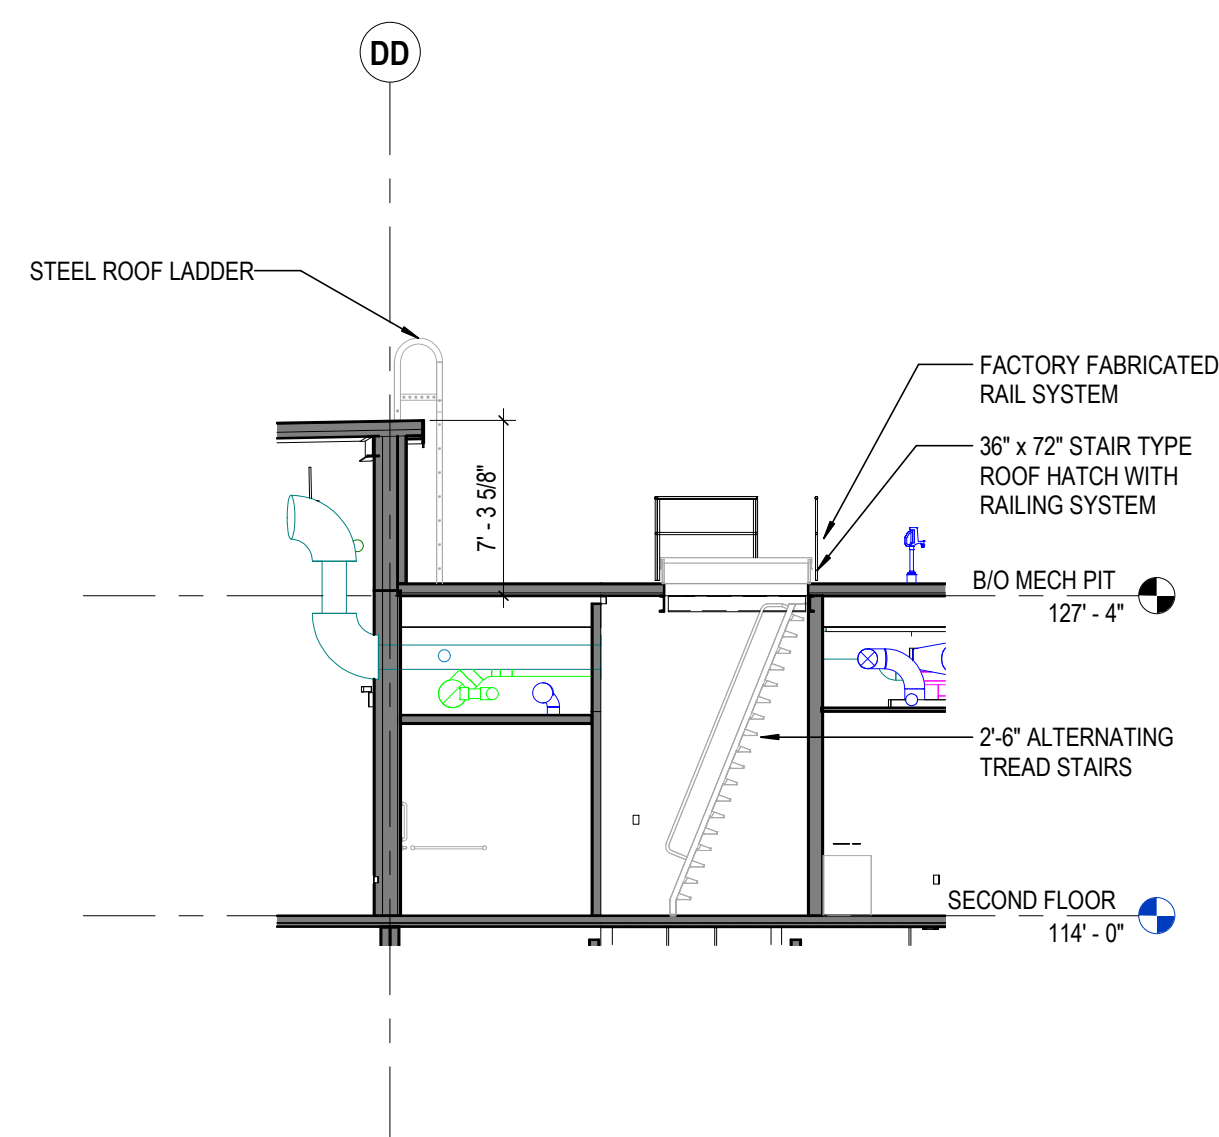 DD
STEEL ROOF LADDER
FACTORY FABRICATED
RAIL SYSTEM
36" x 72" STAIR TYPE
ROOF HATCH WITH
RAILING SYSTEM
7' - 3 5/8"
B/O MECH PIT
127' - 4"
2'-6" ALTERNATING
TREAD STAIRS
SECOND FLOOR
114' - 0"